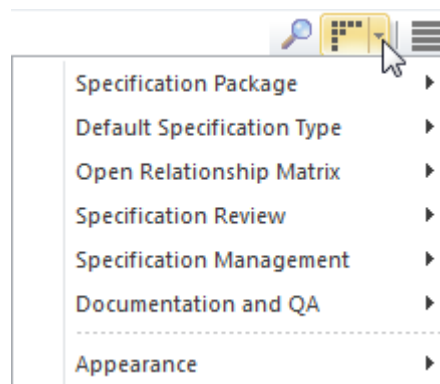 Specification Package
Default Specification Type
Open Relationship Matrix
Specification Review
Specification Management
Documentation and QA
Appearance